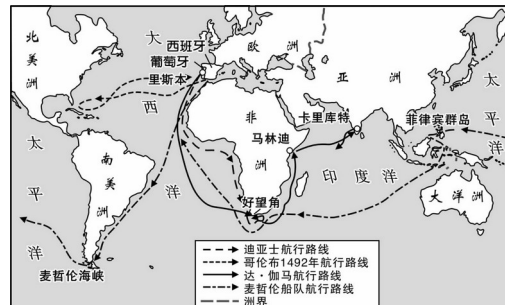 北美洲
大西洋
西班牙
葡萄牙
里斯本
欧洲
亚洲
太平洋
非洲
马林迪
卡里库特
菲律宾群岛
太平洋
南美洲
好望角
印度洋
大洋洲
麦哲伦海峡
迪亚士航行路线
哥伦布1492年航行路线
达·伽马航行路线
麦哲伦船队航行路线
洲界